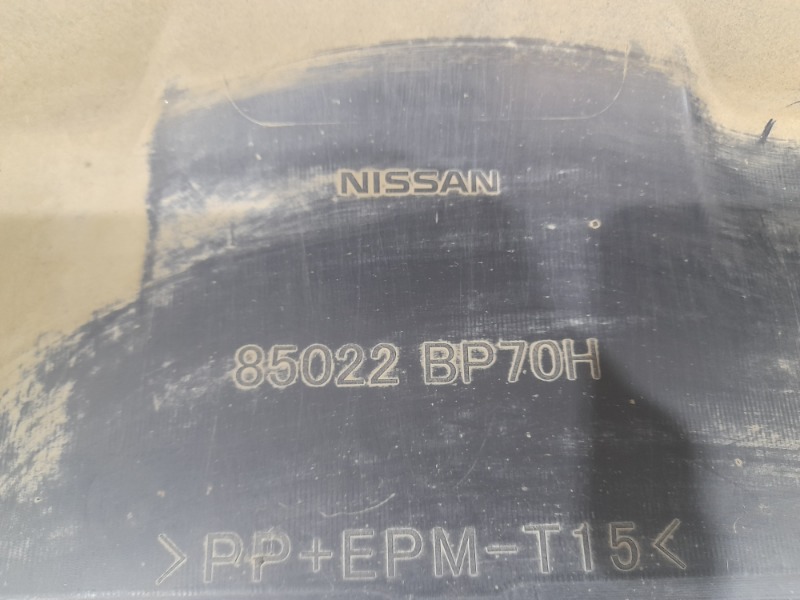 NISSAN
85022 BP70H
>PP+EPM-T15<